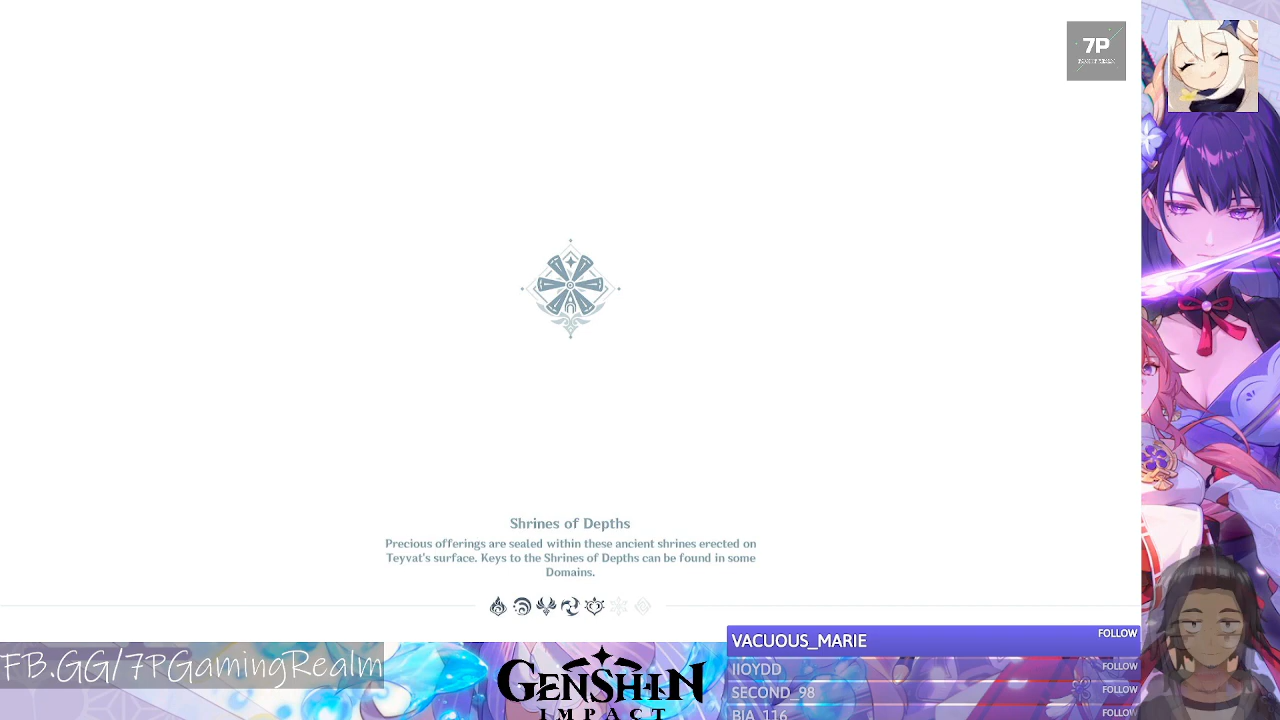 7P
Shrines of Depths
Precious offerings are sealed within these ancient shrines erected on
Teyvat's surface. Keys to the Shrines of Depths can be found in some
Domains.
FB.GG/7PGamingRealm
GENSHIN
IMPACT
VACUOUS_MARIE FOLLOW
IIOYDD FOLLOW
SECOND_98 FOLLOW
BIA_116 FOLLOW